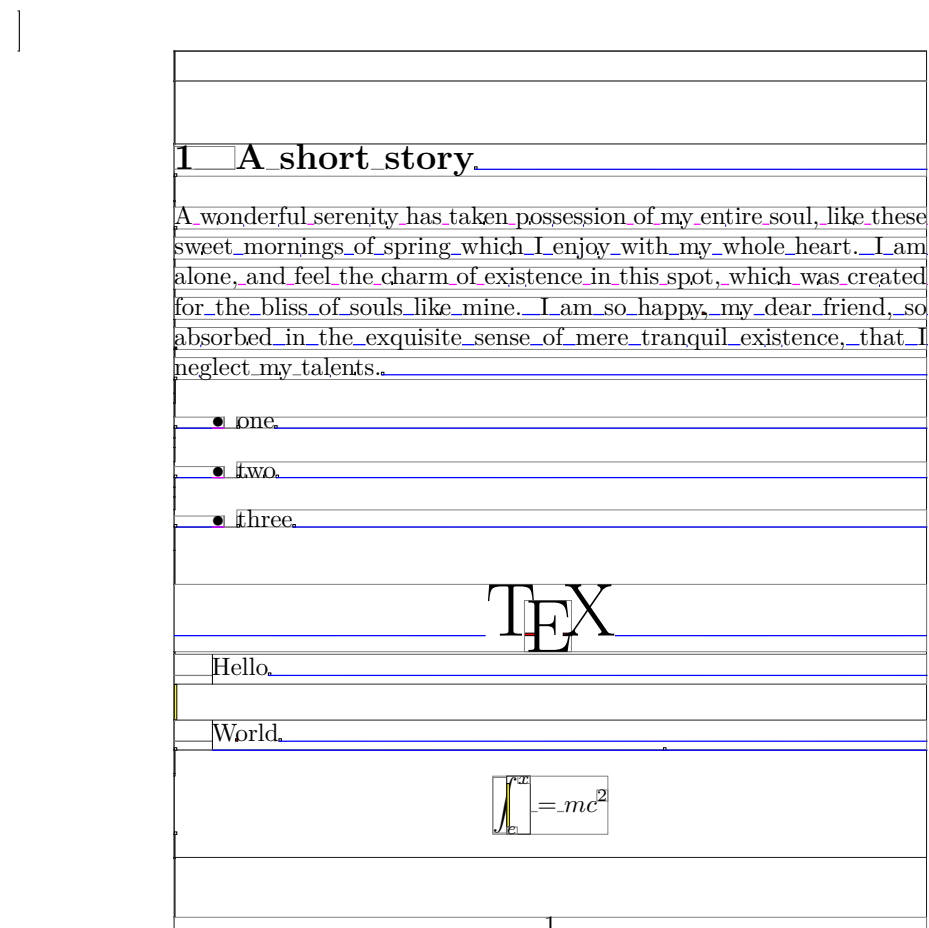 1 A short story
A wonderful serenity has taken possession of my entire soul, like these
sweet mornings of spring which I enjoy with my whole heart. I am
alone, and feel the charm of existence in this spot, which was created
for the bliss of souls like mine. I am so happy, my dear friend, so
absorbed in the exquisite sense of mere tranquil existence, that I
neglect my talents.
• one
• two
• three
TEX
Hello
World
∫ₑˣ = mc²
1